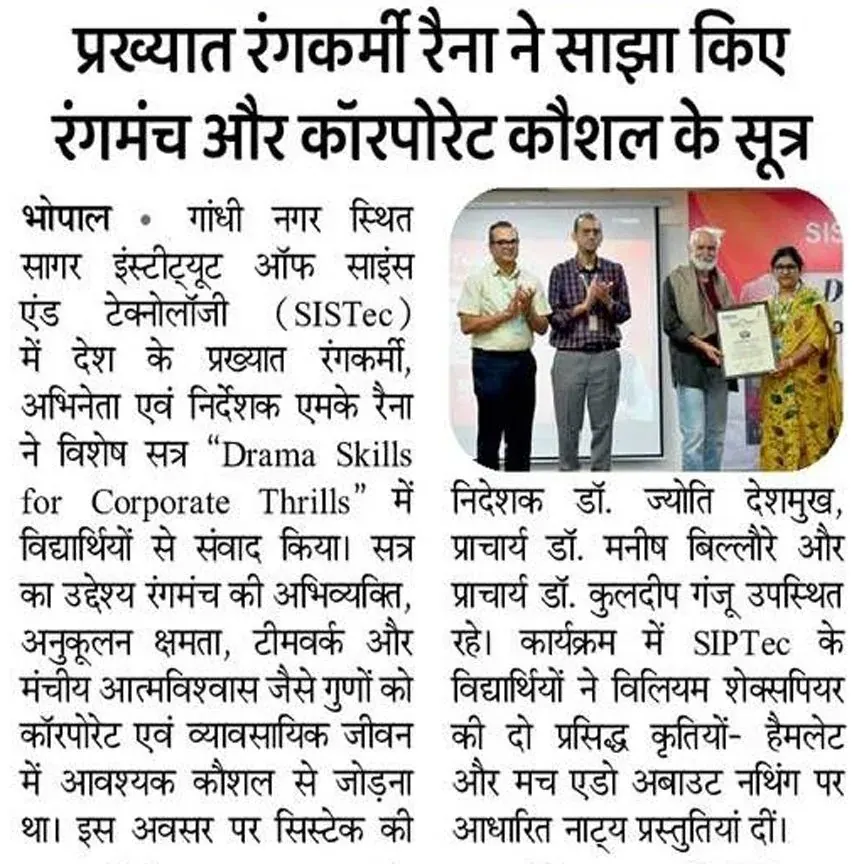 प्रख्यात रंगकर्मी रैना ने साझा किए
रंगमंच और कॉरपोरेट कौशल के सूत्र
भोपाल • गांधी नगर स्थित
सागर इंस्टीट्यूट ऑफ साइंस
एंड टेक्नोलॉजी (SISTec)
में देश के प्रख्यात रंगकर्मी,
अभिनेता एवं निर्देशक एमके रैना
ने विशेष सत्र “Drama Skills
for Corporate Thrills” में
विद्यार्थियों से संवाद किया। सत्र
का उद्देश्य रंगमंच की अभिव्यक्ति,
अनुकूलन क्षमता, टीमवर्क और
मंचीय आत्मविश्वास जैसे गुणों को
कॉरपोरेट एवं व्यावसायिक जीवन
में आवश्यक कौशल से जोड़ना
था। इस अवसर पर सिस्टेक की
SIS
निदेशक डॉ. ज्योति देशमुख,
प्राचार्य डॉ. मनीष बिल्लौरे और
प्राचार्य डॉ. कुलदीप गंजू उपस्थित
रहे। कार्यक्रम में SIPTec के
विद्यार्थियों ने विलियम शेक्सपियर
की दो प्रसिद्ध कृतियों- हैमलेट
और मच एडो अबाउट नथिंग पर
आधारित नाट्य प्रस्तुतियां दीं।